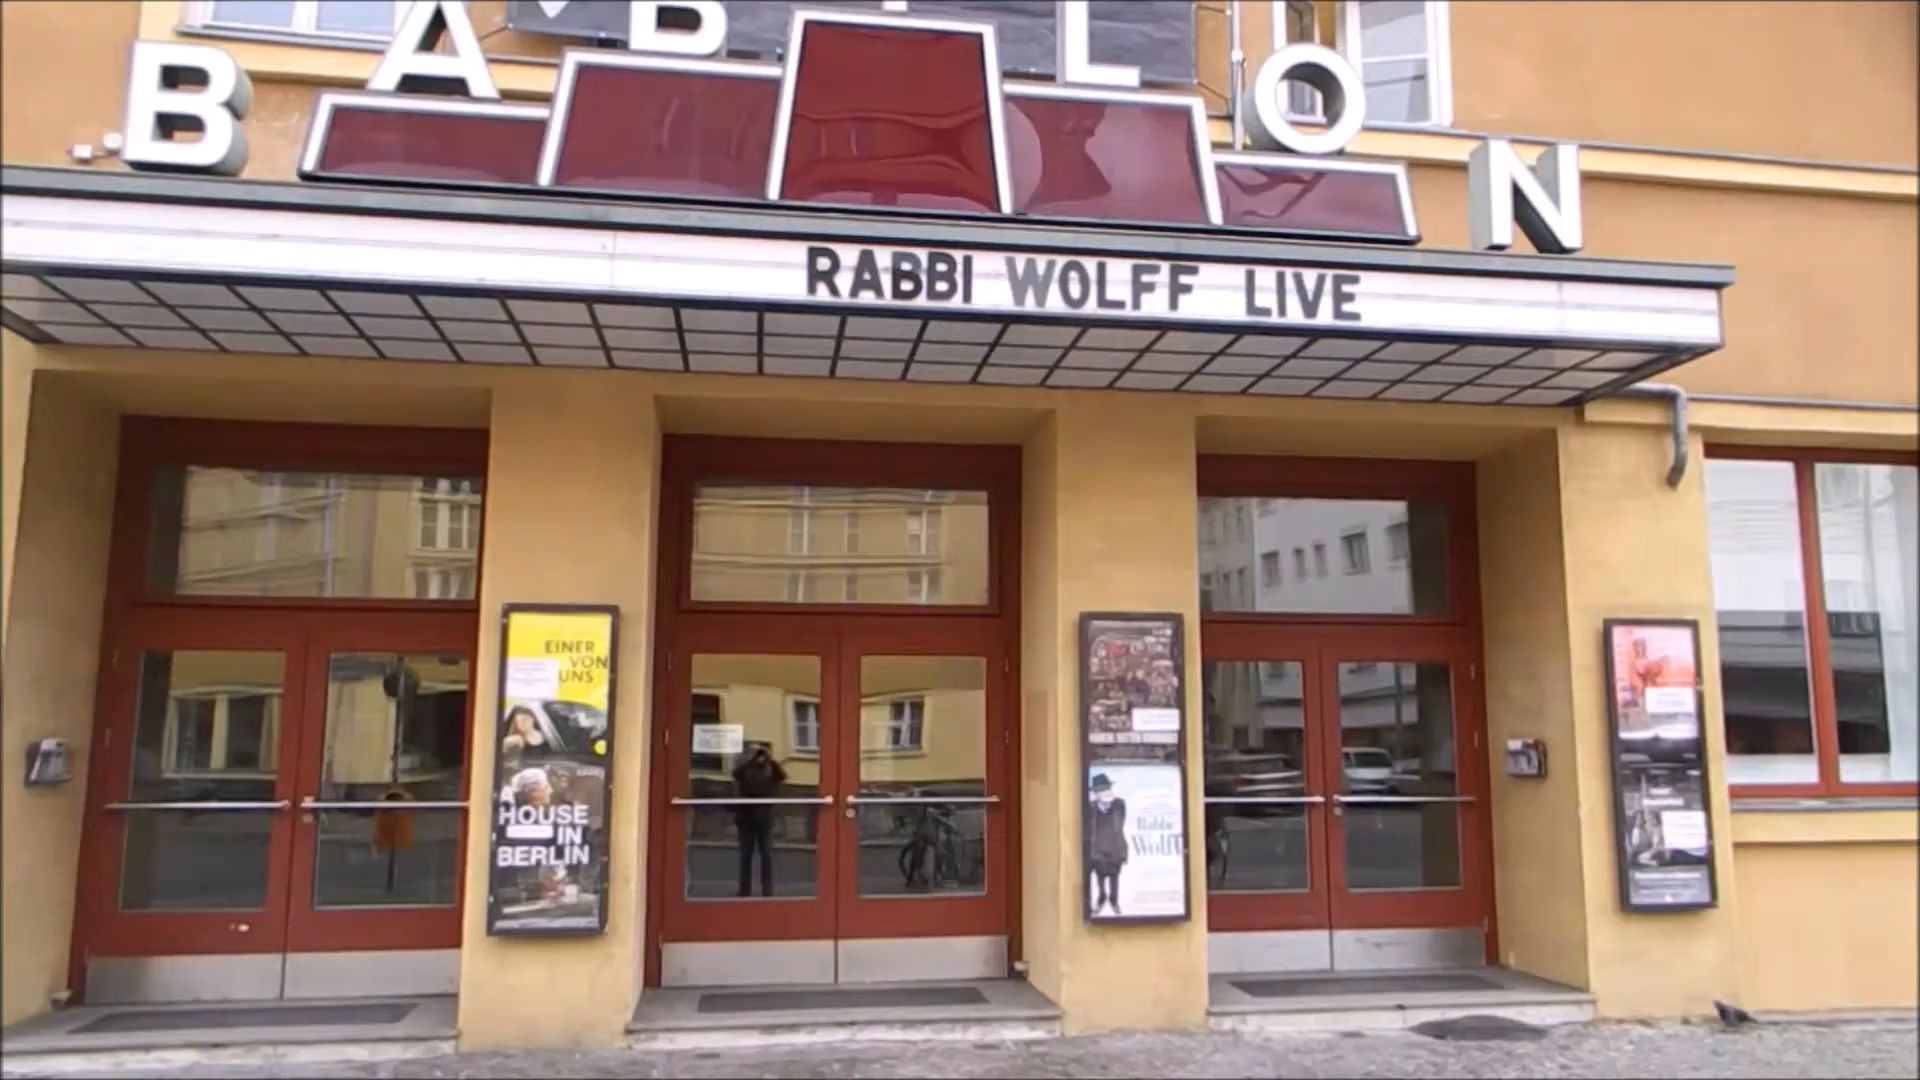 BABYLON
RABBI WOLFF LIVE
EINER
VON
UNS
A
HOUSE
IN
BERLIN
Rabbi
Wolff